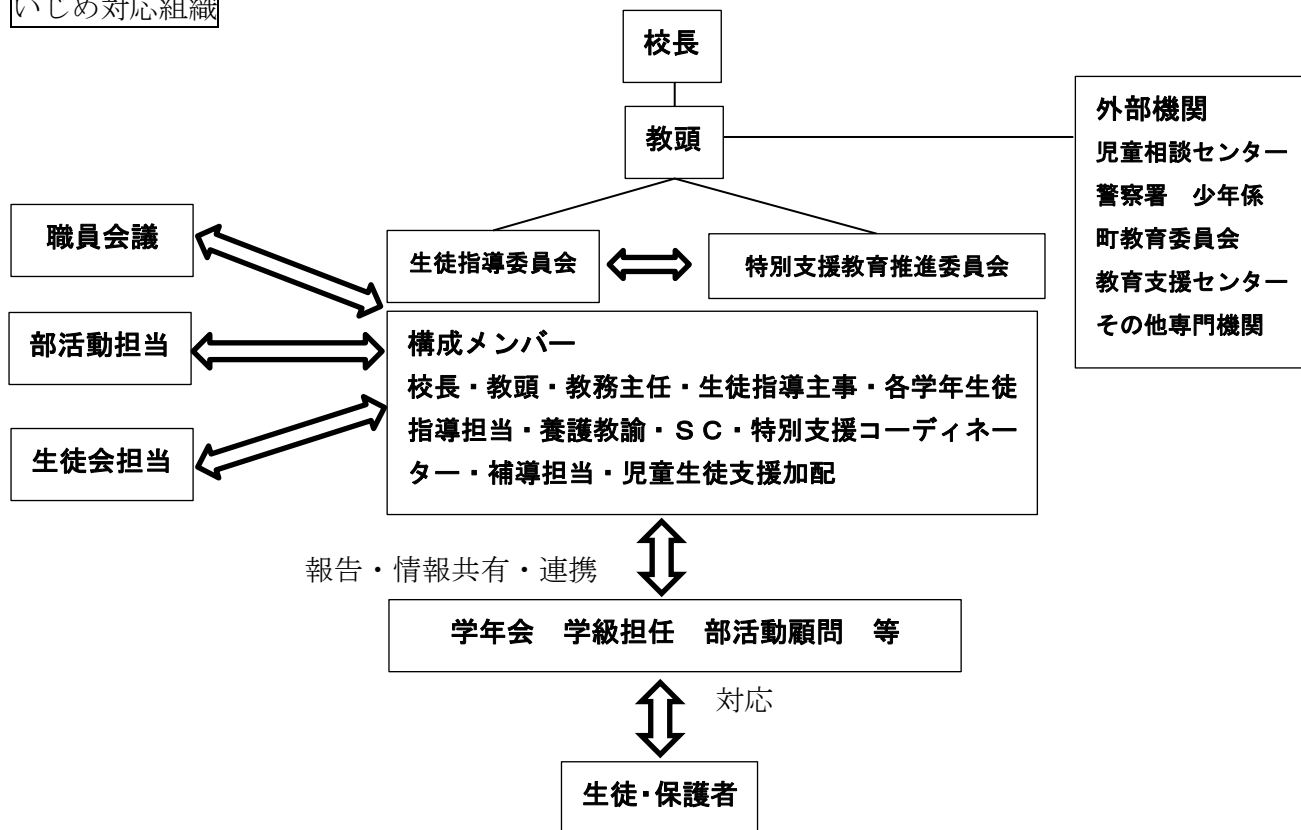 いじめ対応組織
校長
教頭
外部機関
児童相談センター
警察署　少年係
町教育委員会
教育支援センター
その他専門機関
職員会議
生徒指導委員会
特別支援教育推進委員会
部活動担当
生徒会担当
構成メンバー
校長・教頭・教務主任・生徒指導主事・各学年生徒
指導担当・養護教諭・ＳＣ・特別支援コーディネー
ター・補導担当・児童生徒支援加配
報告・情報共有・連携
学年会　学級担任　部活動顧問　等
対応
生徒・保護者